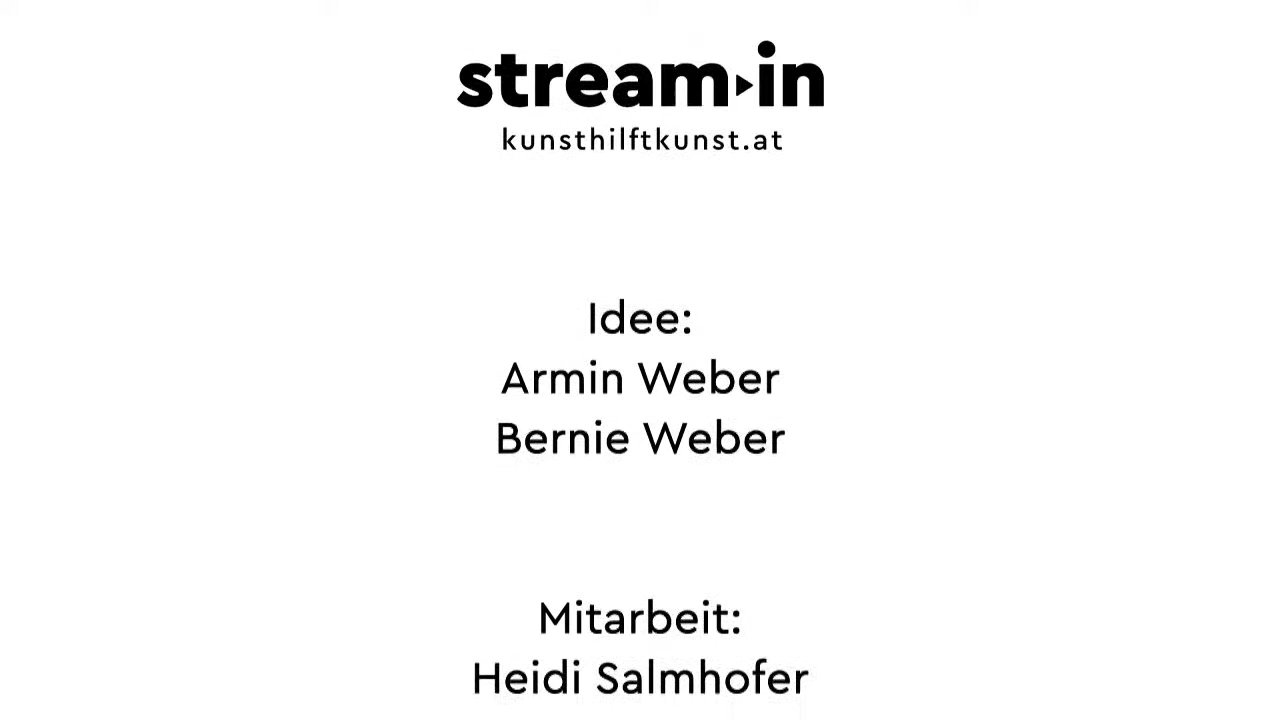 stream▸in
kunsthilftkunst.at
Idee:
Armin Weber
Bernie Weber
Mitarbeit:
Heidi Salmhofer